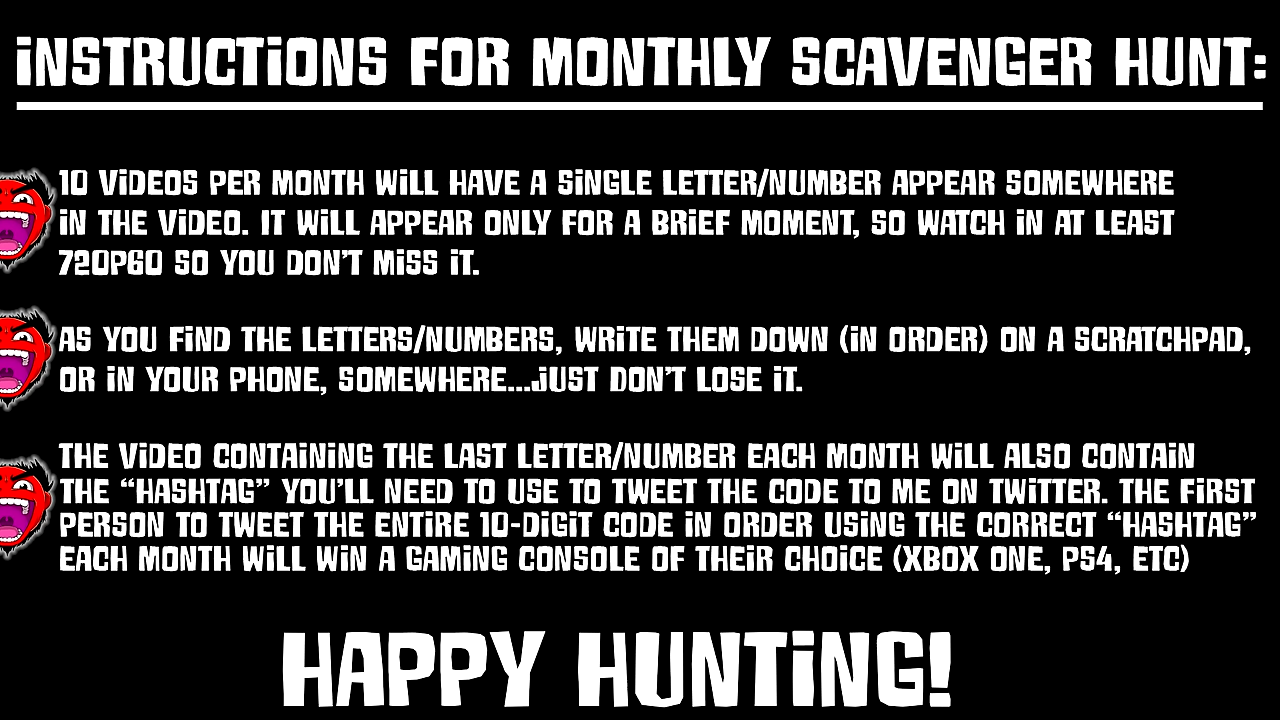 INSTRUCTIONS FOR MONTHLY SCAVENGER HUNT:
10 VIDEOS PER MONTH WILL HAVE A SINGLE LETTER/NUMBER APPEAR SOMEWHERE
IN THE VIDEO. IT WILL APPEAR ONLY FOR A BRIEF MOMENT, SO WATCH IN AT LEAST
720P60 SO YOU DON'T MISS IT.
AS YOU FIND THE LETTERS/NUMBERS, WRITE THEM DOWN (IN ORDER) ON A SCRATCHPAD,
OR IN YOUR PHONE, SOMEWHERE...JUST DON'T LOSE IT.
THE VIDEO CONTAINING THE LAST LETTER/NUMBER EACH MONTH WILL ALSO CONTAIN
THE “HASHTAG” YOU'LL NEED TO USE TO TWEET THE CODE TO ME ON TWITTER. THE FIRST
PERSON TO TWEET THE ENTIRE 10-DIGIT CODE IN ORDER USING THE CORRECT “HASHTAG”
EACH MONTH WILL WIN A GAMING CONSOLE OF THEIR CHOICE (XBOX ONE, PS4, ETC)
HAPPY HUNTING!